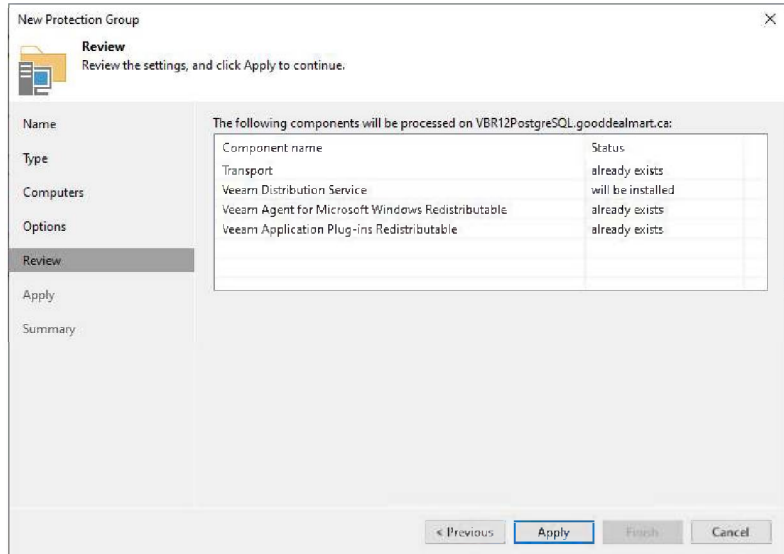 New Protection Group
Review
Review the settings, and click Apply to continue.
Name
Type
Computers
Options
Review
Apply
Summary
The following components will be processed on VBR12PostgreSQL.gooddealmart.ca:
Component name Status
Transport already exists
Veeam Distribution Service will be installed
Veeam Agent for Microsoft Windows Redistributable already exists
Veeam Application Plug-ins Redistributable already exists
< Previous Apply Finish Cancel